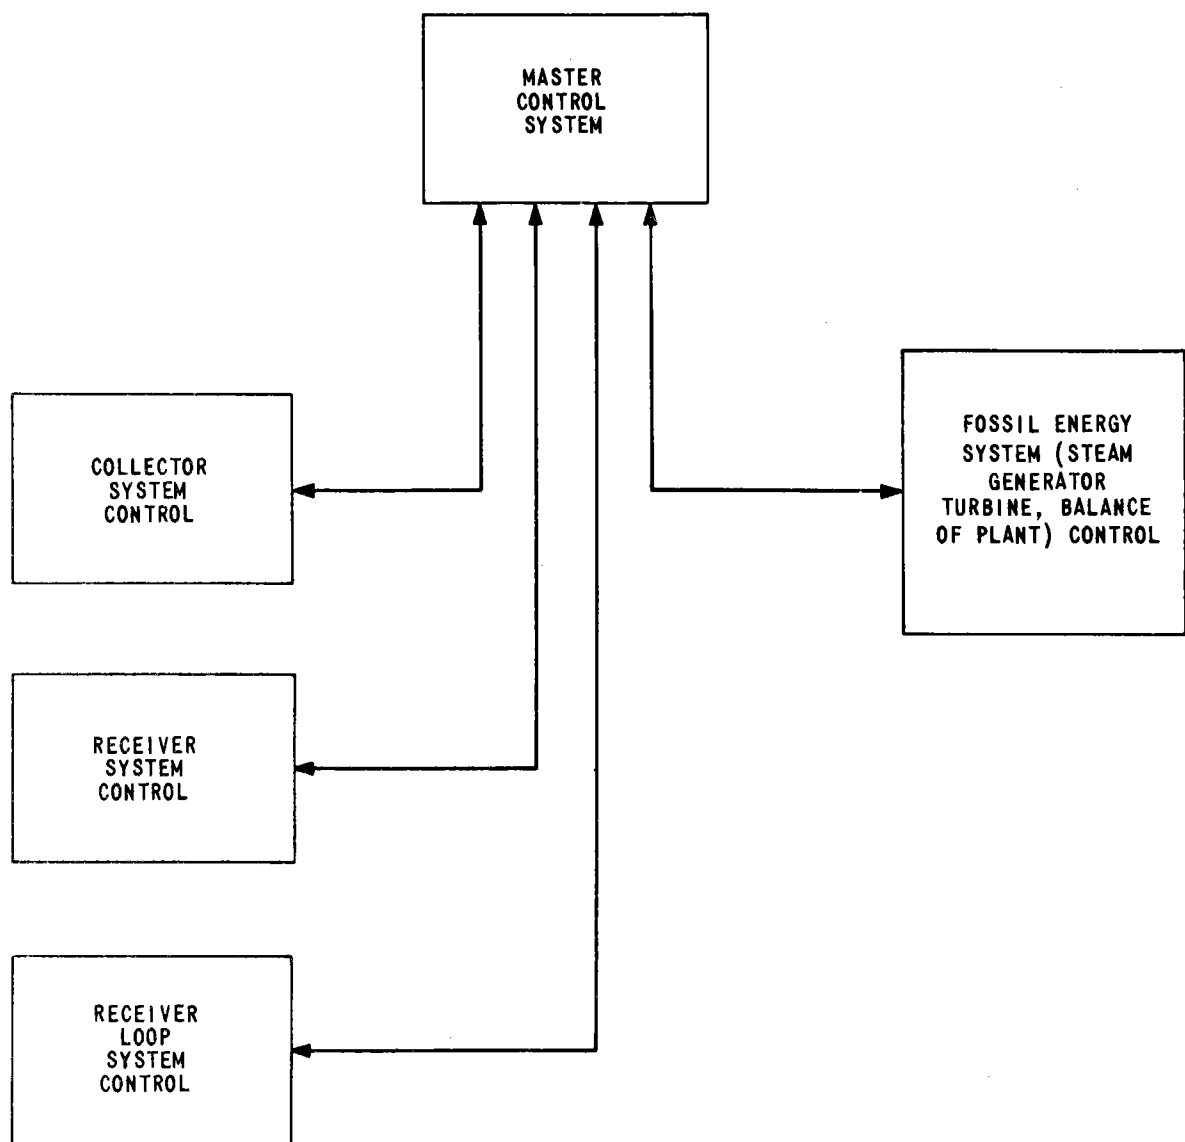 MASTER
CONTROL
SYSTEM
COLLECTOR
SYSTEM
CONTROL
FOSSIL ENERGY
SYSTEM (STEAM
GENERATOR
TURBINE, BALANCE
OF PLANT) CONTROL
RECEIVER
SYSTEM
CONTROL
RECEIVER
LOOP
SYSTEM
CONTROL